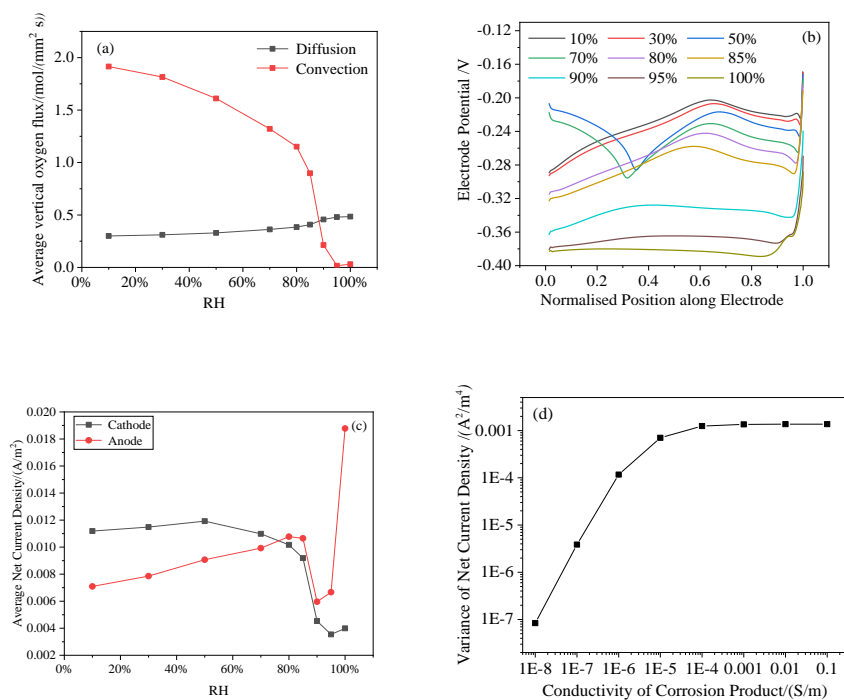 (a)
Diffusion
Convection
Average vertical oxygen flux/mol//mm² s))
2.0
1.5
1.0
0.5
0.0
0% 20% 40% 60% 80% 100%
RH
(b)
10% 30% 50%
70% 80% 85%
90% 95% 100%
Electrode Potential /V
-0.12
-0.16
-0.20
-0.24
-0.28
-0.32
-0.36
-0.40
0.0 0.2 0.4 0.6 0.8 1.0
Normalised Position along Electrode
(c)
Cathode
Anode
Average Net Current Density/(A/m²)
0.020
0.018
0.016
0.014
0.012
0.010
0.008
0.006
0.004
0.002
0% 20% 40% 60% 80% 100%
RH
(d)
Variance of Net Current Density /(A²/m⁴)
0.001
1E-4
1E-5
1E-6
1E-7
1E-8 1E-7 1E-6 1E-5 1E-4 0.001 0.01 0.1
Conductivity of Corrosion Product/(S/m)